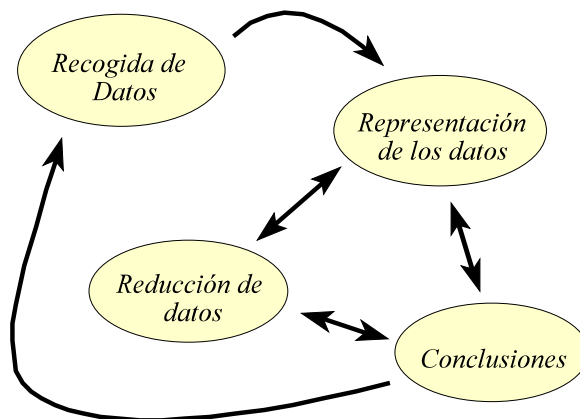 Recogida de
Datos
Representación
de los datos
Reducción de
datos
Conclusiones